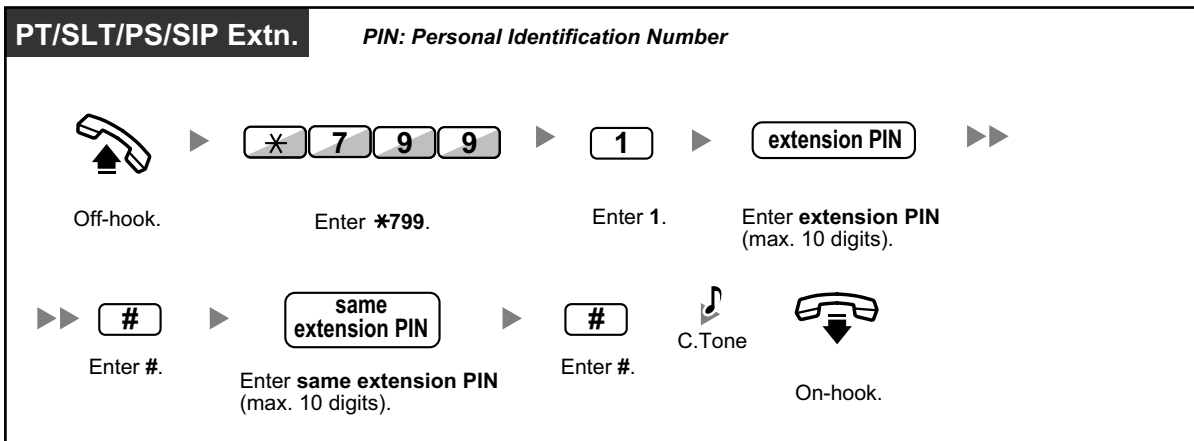 PT/SLT/PS/SIP Extn.
PIN: Personal Identification Number
* 7 9 9
1
extension PIN
Off-hook.
Enter *799.
Enter 1.
Enter extension PIN
(max. 10 digits).
#
same
extension PIN
#
C.Tone
Enter #.
Enter same extension PIN
(max. 10 digits).
Enter #.
On-hook.